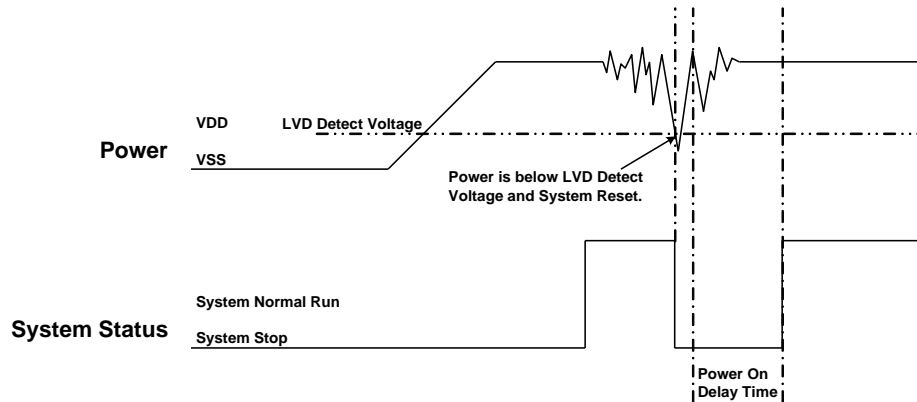 VDD
LVD Detect Voltage
Power
VSS
Power is below LVD Detect
Voltage and System Reset.
System Normal Run
System Status
System Stop
Power On
Delay Time